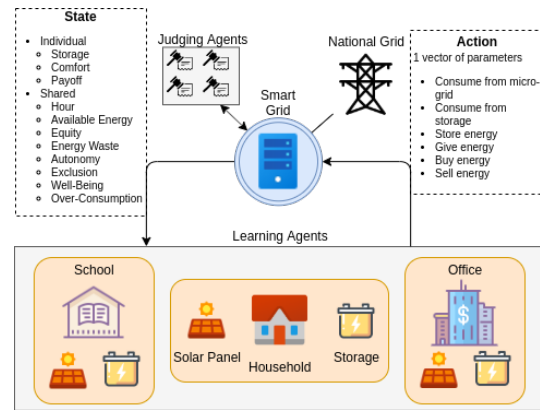 State
Individual
Storage
Comfort
Payoff
Shared
Hour
Available Energy
Equity
Energy Waste
Autonomy
Exclusion
Well-Being
Over-Consumption
Judging Agents
Smart
Grid
National Grid
Action
1 vector of parameters
Consume from micro-
grid
Consume from
storage
Store energy
Give energy
Buy energy
Sell energy
Learning Agents
School
Solar Panel
Household
Storage
Office
$